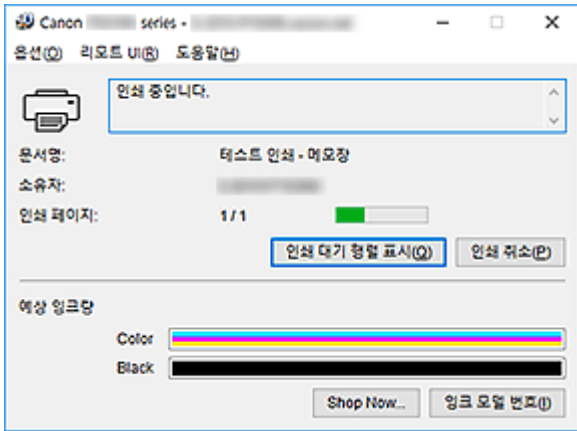 Canon series -
옵션(O) 리모트 UI(R) 도움말(H)
인쇄 중입니다.
문서명: 테스트 인쇄 - 메모장
소유자:
인쇄 페이지: 1 / 1
인쇄 대기 행렬 표시(Q) 인쇄 취소(P)
예상 잉크량
Color
Black
Shop Now... 잉크 모델 번호(I)